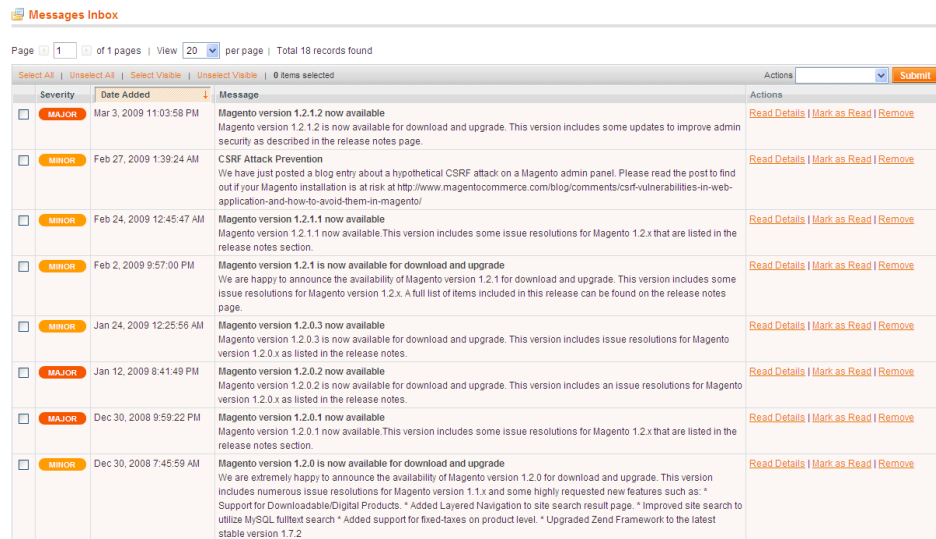 Messages Inbox
Page 1 of 1 pages | View 20 per page | Total 18 records found
Select All | Unselect All | Select Visible | Unselect Visible | 0 items selected Actions Submit
Severity Date Added ↓ Message Actions
MAJOR Mar 3, 2009 11:03:58 PM Magento version 1.2.1.2 now available Read Details | Mark as Read | Remove
Magento version 1.2.1.2 is now available for download and upgrade. This version includes some updates to improve admin
security as described in the release notes page.
MINOR Feb 27, 2009 1:39:24 AM CSRF Attack Prevention Read Details | Mark as Read | Remove
We have just posted a blog entry about a hypothetical CSRF attack on a Magento admin panel. Please read the post to find
out if your Magento installation is at risk at http://www.magentocommerce.com/blog/comments/csrf-vulnerabilities-in-web-
application-and-how-to-avoid-them-in-magento/
MINOR Feb 24, 2009 12:45:47 AM Magento version 1.2.1.1 now available Read Details | Mark as Read | Remove
Magento version 1.2.1.1 now available.This version includes some issue resolutions for Magento 1.2.x that are listed in the
release notes section.
MINOR Feb 2, 2009 9:57:00 PM Magento version 1.2.1 is now available for download and upgrade Read Details | Mark as Read | Remove
We are happy to announce the availability of Magento version 1.2.1 for download and upgrade. This version includes some
issue resolutions for Magento version 1.2.x. A full list of items included in this release can be found on the release notes
page.
MINOR Jan 24, 2009 12:25:56 AM Magento version 1.2.0.3 now available Read Details | Mark as Read | Remove
Magento version 1.2.0.3 is now available for download and upgrade. This version includes issue resolutions for Magento
version 1.2.0.x as listed in the release notes.
MAJOR Jan 12, 2009 8:41:49 PM Magento version 1.2.0.2 now available Read Details | Mark as Read | Remove
Magento version 1.2.0.2 is now available for download and upgrade. This version includes an issue resolutions for Magento
version 1.2.0.x as listed in the release notes.
MAJOR Dec 30, 2008 9:59:22 PM Magento version 1.2.0.1 now available Read Details | Mark as Read | Remove
Magento version 1.2.0.1 now available.This version includes some issue resolutions for Magento 1.2.x that are listed in the
release notes section.
MINOR Dec 30, 2008 7:45:59 AM Magento version 1.2.0 is now available for download and upgrade Read Details | Mark as Read | Remove
We are extremely happy to announce the availability of Magento version 1.2.0 for download and upgrade. This version
includes numerous issue resolutions for Magento version 1.1.x and some highly requested new features such as: *
Support for Downloadable/Digital Products. * Added Layered Navigation to site search result page. * Improved site search to
utilize MySQL fulltext search * Added support for fixed-taxes on product level. * Upgraded Zend Framework to the latest
stable version 1.7.2